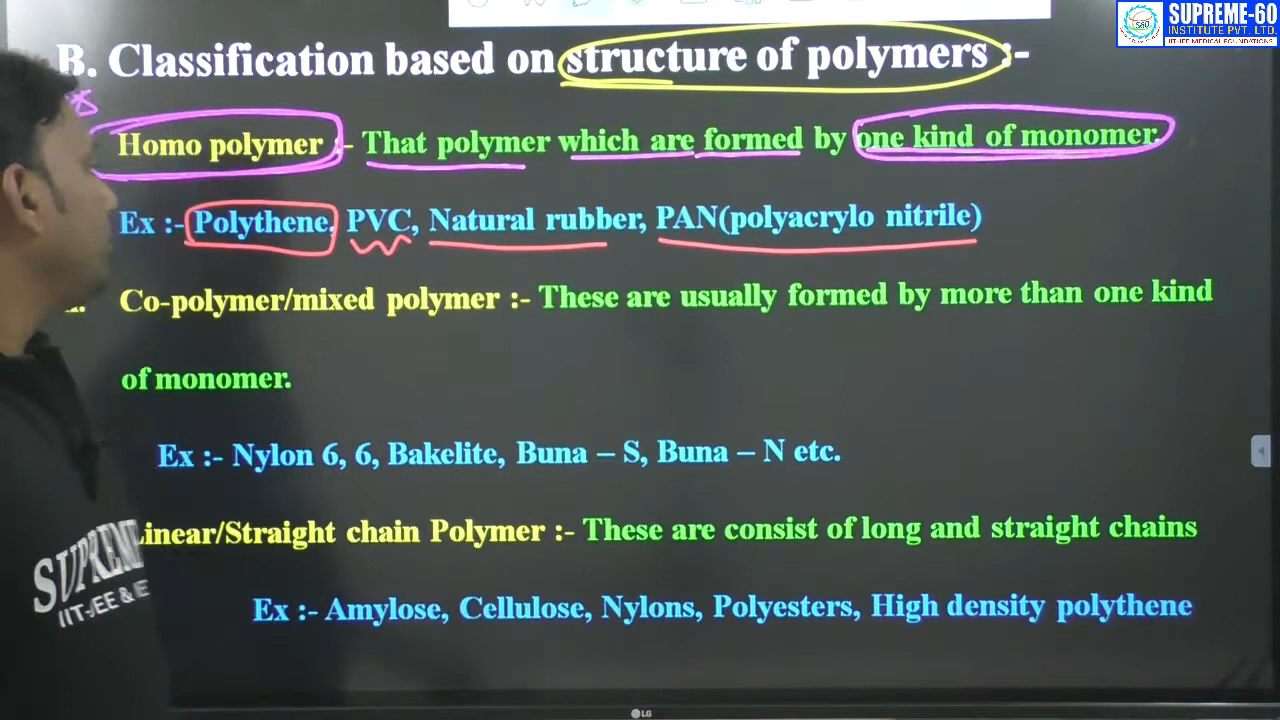 SUPREME-60
INSTITUTE PVT. LTD.
IIT-JEE MEDICAL FOUNDATIONS
B. Classification based on structure of polymers :-
Homo polymer :- That polymer which are formed by one kind of monomer.
Ex :- Polythene, PVC, Natural rubber, PAN(polyacrylo nitrile)
Co-polymer/mixed polymer :- These are usually formed by more than one kind
of monomer.
Ex :- Nylon 6, 6, Bakelite, Buna – S, Buna – N etc.
Linear/Straight chain Polymer :- These are consist of long and straight chains
Ex :- Amylose, Cellulose, Nylons, Polyesters, High density polythene
SUPREME
IIT-JEE &
LG